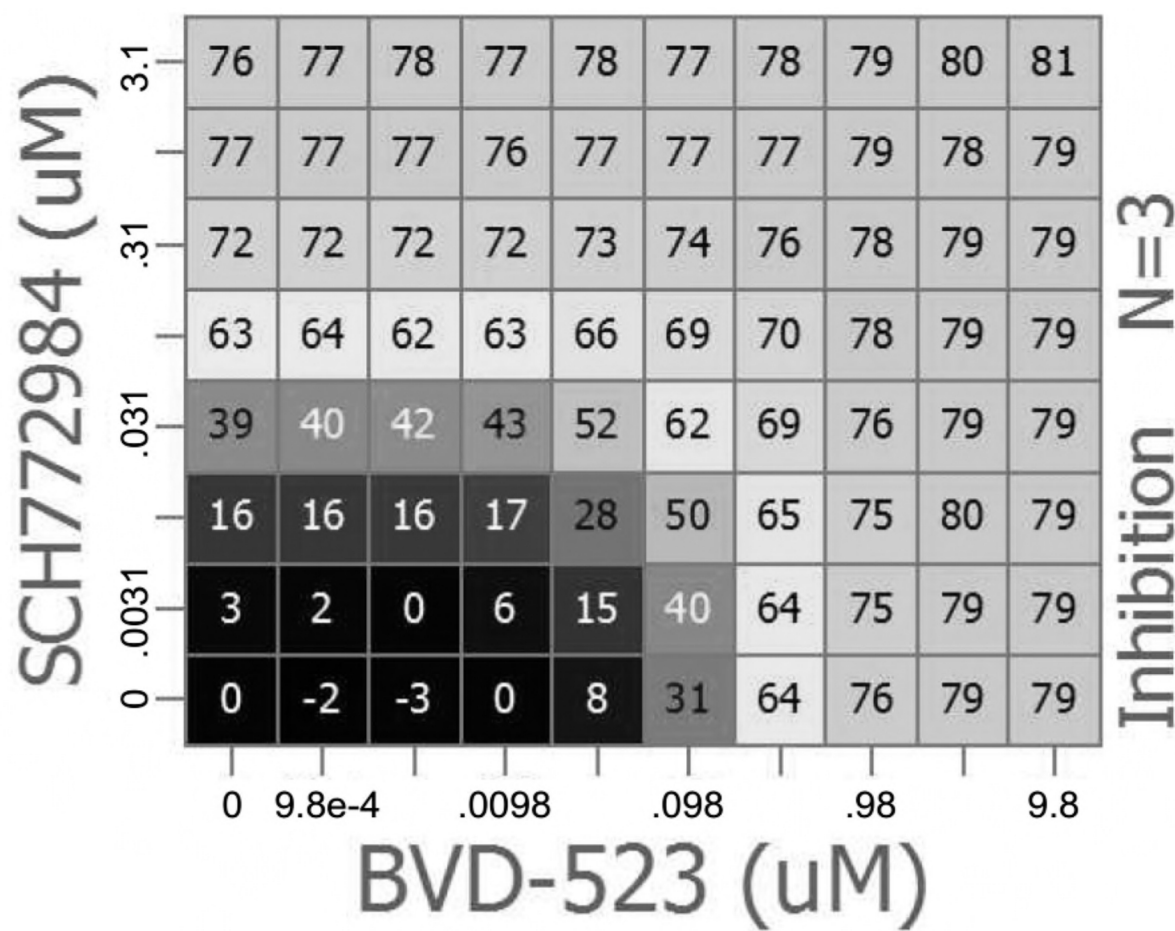 SCH772984 (uM)
3.1 76 77 78 77 78 77 78 79 80 81
77 77 77 76 77 77 77 79 78 79
.31 72 72 72 72 73 74 76 78 79 79
63 64 62 63 66 69 70 78 79 79
.031 39 40 42 43 52 62 69 76 79 79
16 16 16 17 28 50 65 75 80 79
.0031 3 2 0 6 15 40 64 75 79 79
0 0 -2 -3 0 8 31 64 76 79 79
0 9.8e-4 .0098 .098 .98 9.8
BVD-523 (uM)
Inhibition N=3